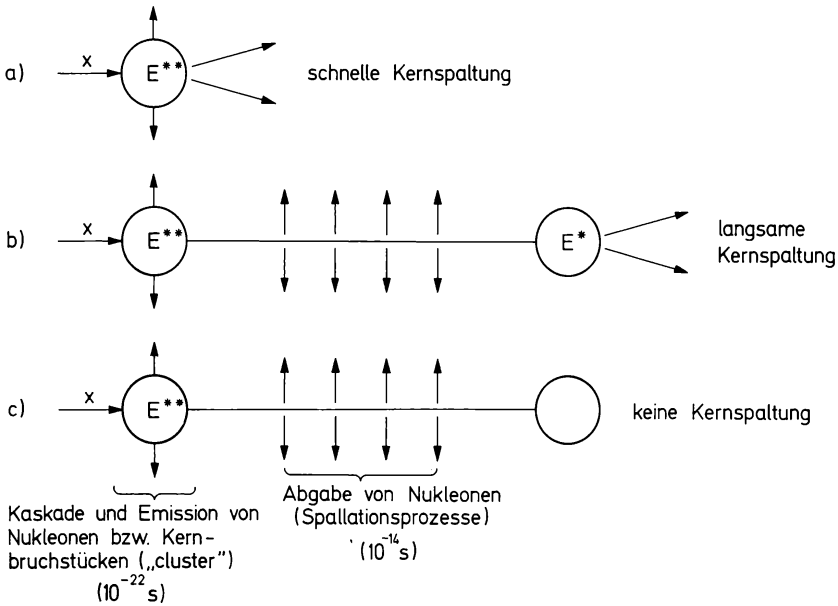 a)
x
E**
schnelle Kernspaltung
b)
x
E**
E*
langsame
Kernspaltung
c)
x
E**
keine Kernspaltung
Kaskade und Emission von
Nukleonen bzw. Kern-
bruchstücken („cluster”)
(10⁻²² s)
Abgabe von Nukleonen
(Spallationsprozesse)
(10⁻¹⁴ s)